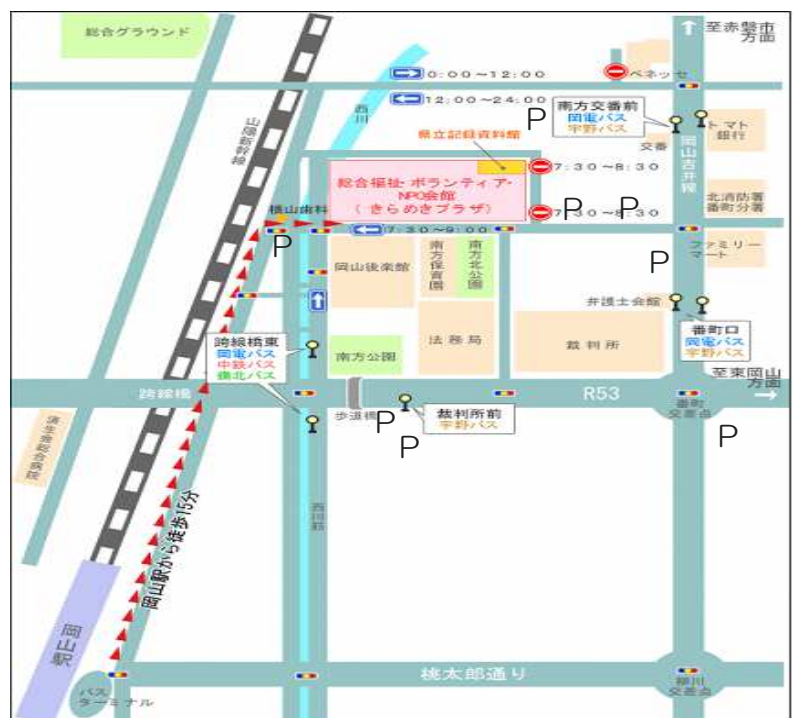 総合グラウンド
至赤磐市
方面
0:00~12:00
ベネッセ
12:00~24:00
西川
山陽新幹線
P
南方交番前
岡電バス
宇野バス
交番
トマト
銀行
岡山吉井線
県立記録資料館
7:30~8:30
総合福祉・ボランティア・
NPO会館
(きらめきプラザ)
P
P
7:30~8:30
北消防署
番町分署
横山歯科
P
7:30~9:00
ファミリー
マート
岡山後楽館
南方保育園
南方北公園
P
弁護士会館
跨線橋東
岡電バス
中鉄バス
備北バス
南方公園
法務局
裁判所
番町口
岡電バス
宇野バス
至東岡山
方面
跨線橋
R53
歩道橋
P
裁判所前
宇野バス
番町
交差点
P
P
済生会総合病院
岡山駅から徒歩15分
西川筋
岡山駅
桃太郎通り
柳川
交差点
バス
ターミナル